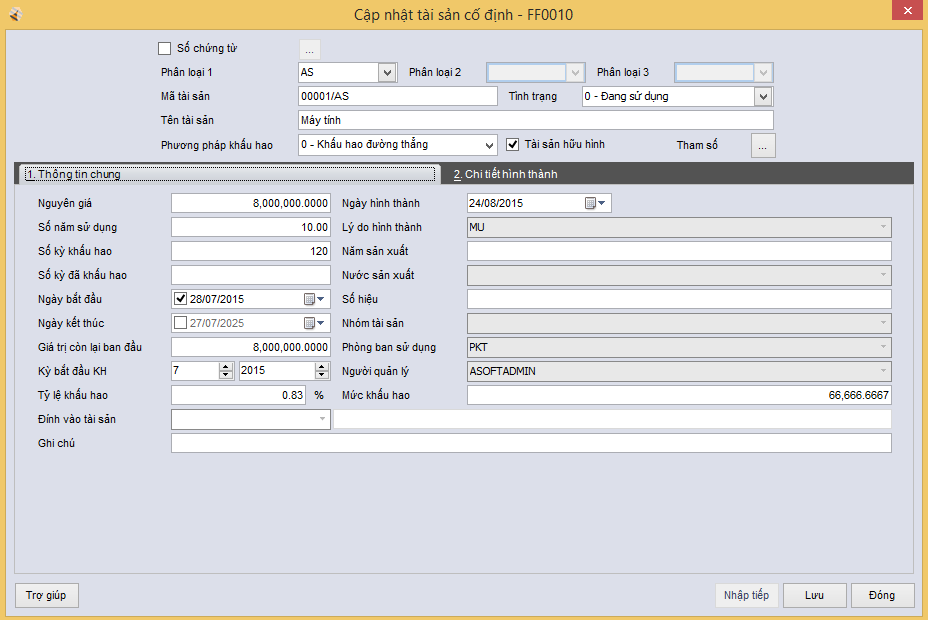 Cập nhật tài sản cố định - FF0010
Số chứng từ ...
Phân loại 1 AS Phân loại 2 Phân loại 3
Mã tài sản 00001/AS Tình trạng 0 - Đang sử dụng
Tên tài sản Máy tính
Phương pháp khấu hao 0 - Khấu hao đường thẳng Tài sản hữu hình Tham số ...
1. Thông tin chung 2. Chi tiết hình thành
Nguyên giá 8,000,000.0000 Ngày hình thành 24/08/2015
Số năm sử dụng 10.00 Lý do hình thành MU
Số kỳ khấu hao 120 Năm sản xuất
Số kỳ đã khấu hao Nước sản xuất
Ngày bắt đầu 28/07/2015 Số hiệu
Ngày kết thúc 27/07/2025 Nhóm tài sản
Giá trị còn lại ban đầu 8,000,000.0000 Phòng ban sử dụng PKT
Kỳ bắt đầu KH 7 2015 Người quản lý ASOFTADMIN
Tỷ lệ khấu hao 0.83 % Mức khấu hao 66,666.6667
Đính vào tài sản
Ghi chú
Trợ giúp Nhập tiếp Lưu Đóng